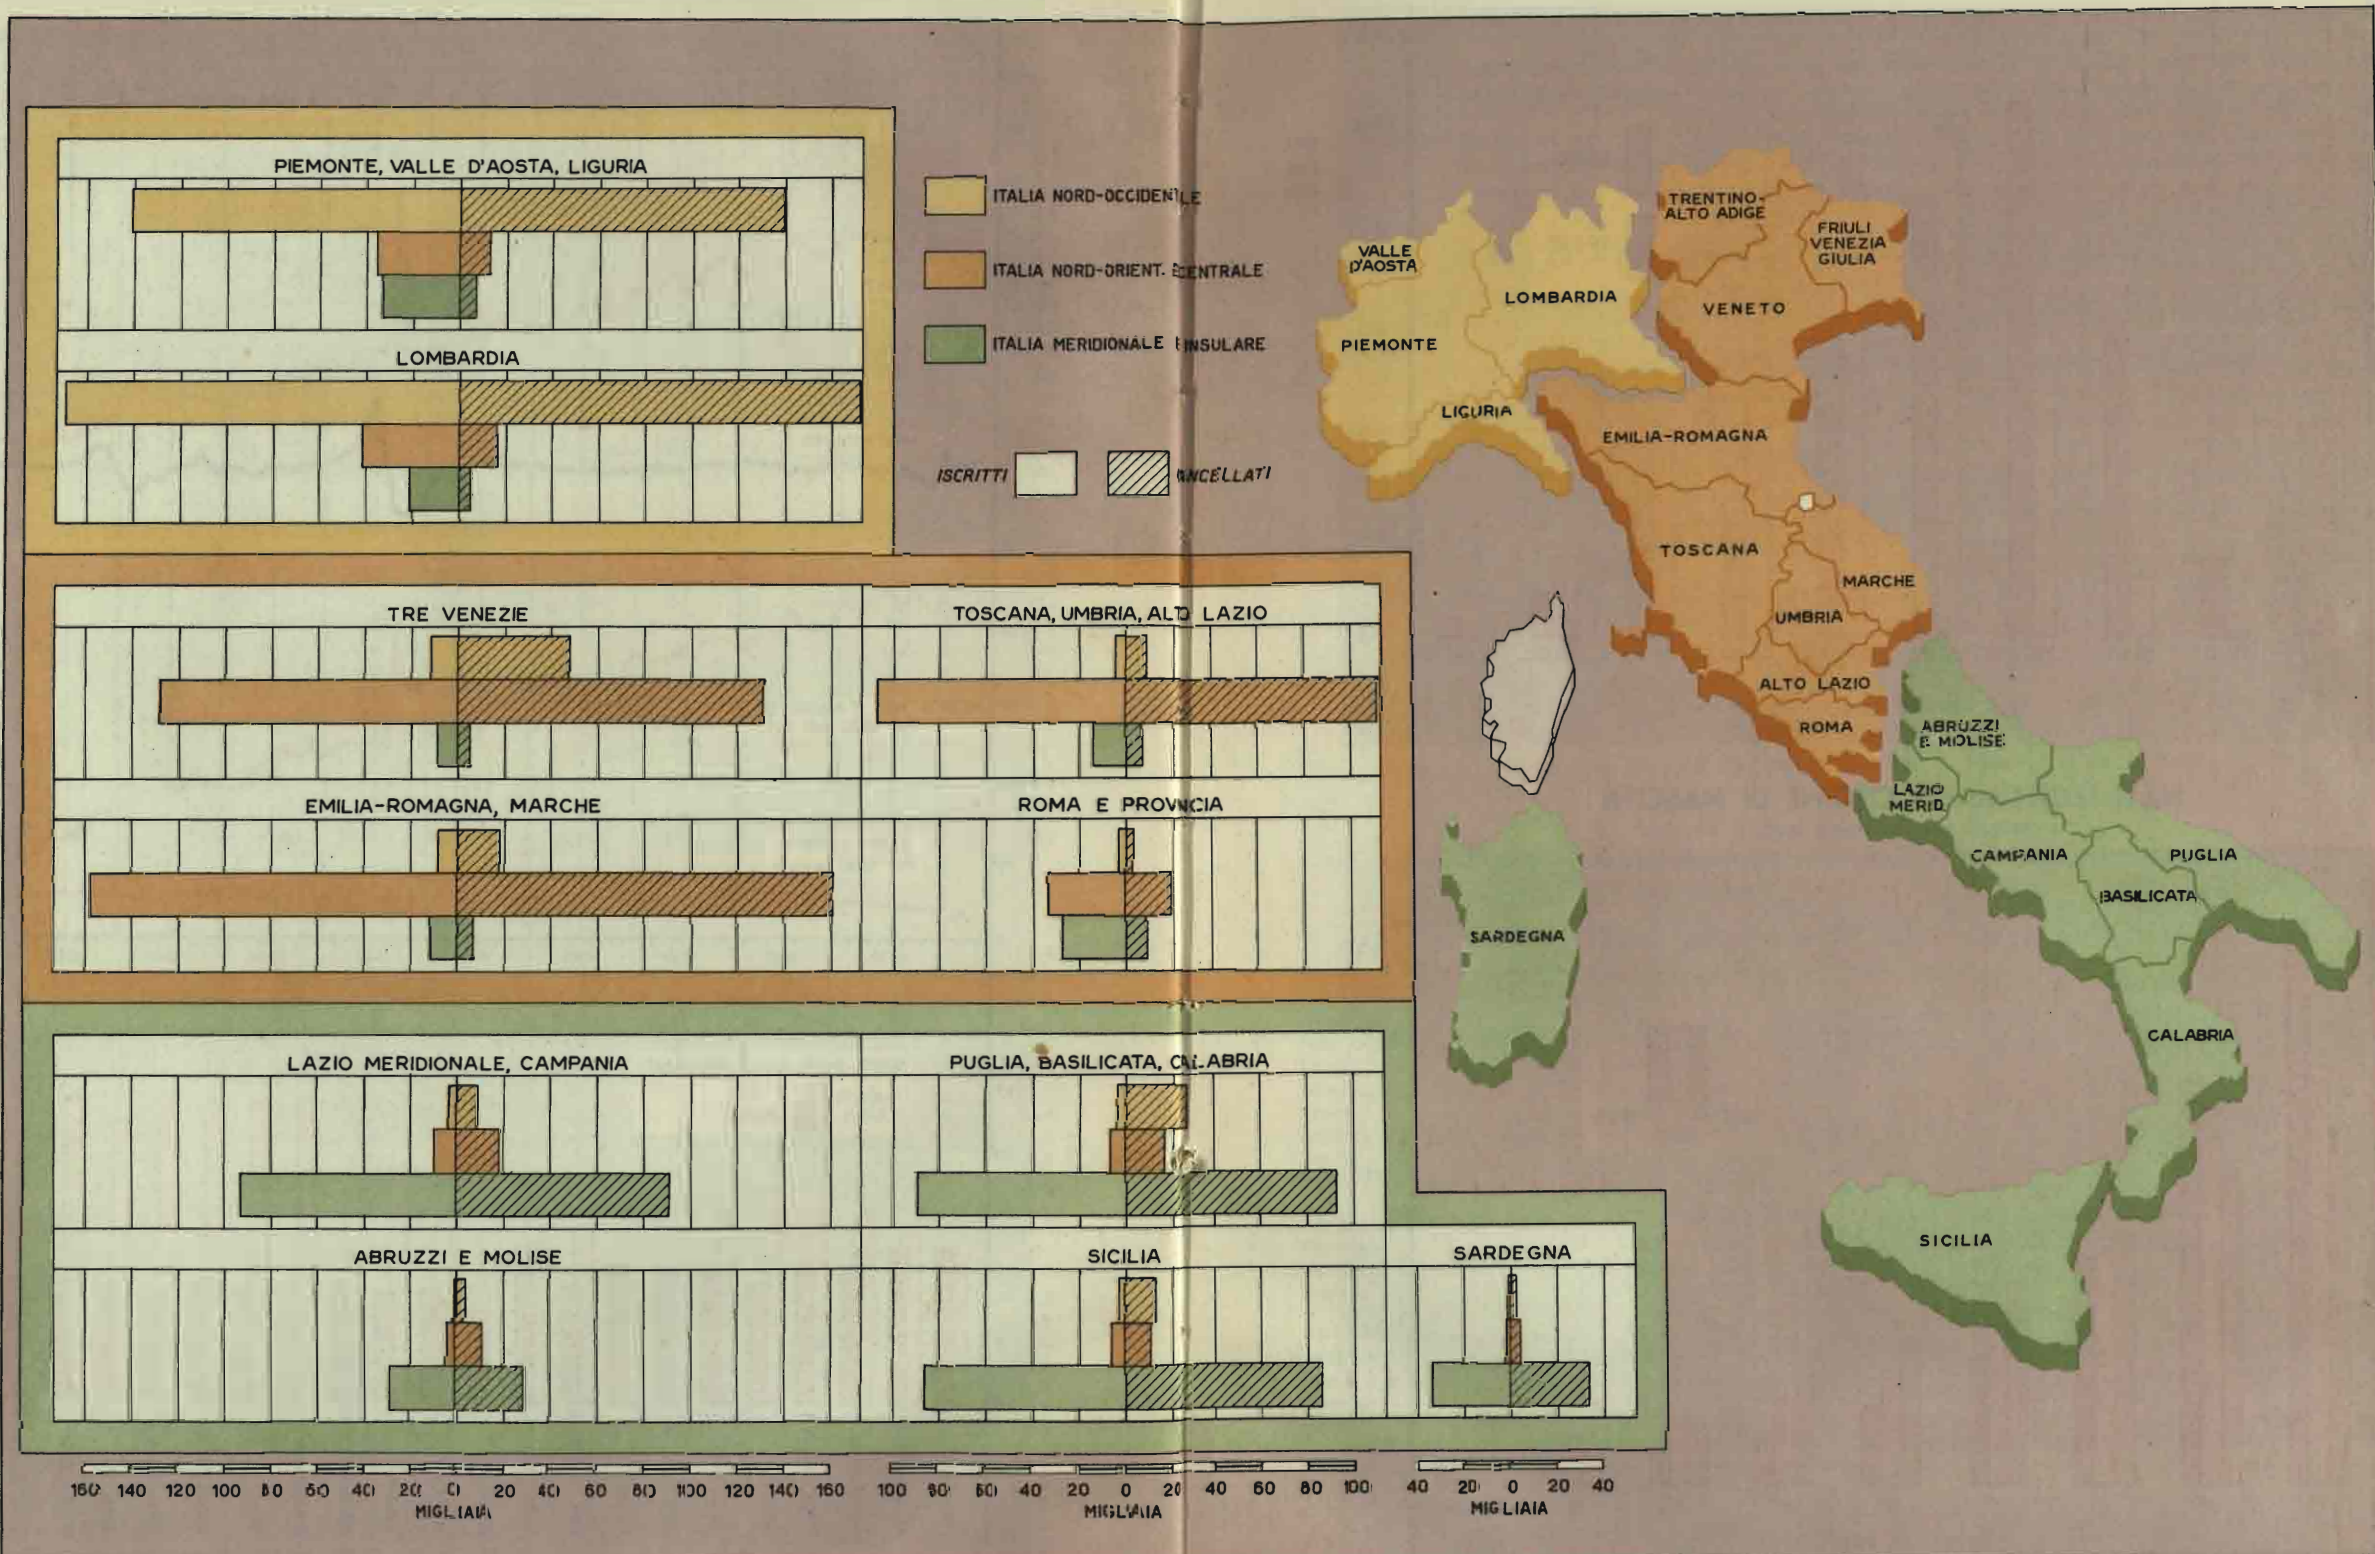 PIEMONTE, VALLE D'AOSTA, LIGURIA
LOMBARDIA
ITALIA NORD-OCCIDEN LE
ITALIA NORD-ORIENT. E CENTRALE
ITALIA MERIDIONALE E INSULARE
ISCRITTI
CANCELLATI
TRE VENEZIE
TOSCANA, UMBRIA, ALTO LAZIO
EMILIA-ROMAGNA, MARCHE
ROMA E PROVINCIA
LAZIO MERIDIONALE, CAMPANIA
PUGLIA, BASILICATA, CALABRIA
ABRUZZI E MOLISE
SICILIA
SARDEGNA
160 140 120 100 80 60 40 20 0 20 40 60 80 100 120 140 160
MIGLIAIA
100 80 60 40 20 0 20 40 60 80 100
MIGLIAIA
40 20 0 20 40
MIGLIAIA
TRENTINO-
ALTO ADIGE
FRIULI
VENEZIA
GIULIA
VALLE
D'AOSTA
LOMBARDIA
VENETO
PIEMONTE
LIGURIA
EMILIA-ROMAGNA
TOSCANA
MARCHE
UMBRIA
ALTO LAZIO
ROMA
ABRUZZI
E MOLISE
LAZIO
MERID.
CAMPANIA
PUGLIA
BASILICATA
SARDEGNA
CALABRIA
SICILIA